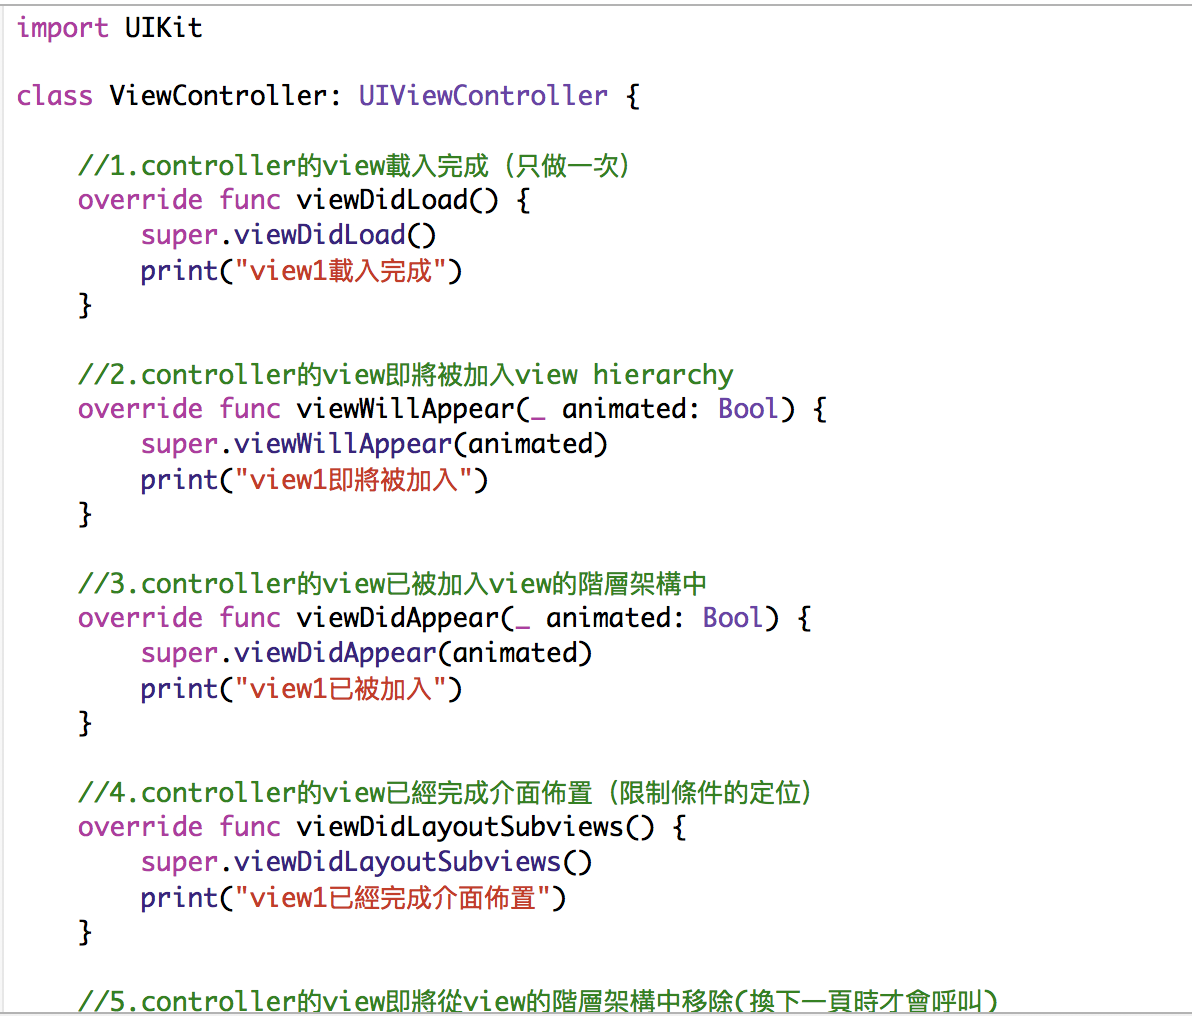 import UIKit
class ViewController: UIViewController {
//1.controller的view載入完成（只做一次）
override func viewDidLoad() {
super.viewDidLoad()
print("view1載入完成")
}
//2.controller的view即將被加入view hierarchy
override func viewWillAppear(_ animated: Bool) {
super.viewWillAppear(animated)
print("view1即將被加入")
}
//3.controller的view已被加入view的階層架構中
override func viewDidAppear(_ animated: Bool) {
super.viewDidAppear(animated)
print("view1已被加入")
}
//4.controller的view已經完成介面佈置（限制條件的定位）
override func viewDidLayoutSubviews() {
super.viewDidLayoutSubviews()
print("view1已經完成介面佈置")
}
//5.controller的view即將從view的階層架構中移除(換下一頁時才會呼叫)